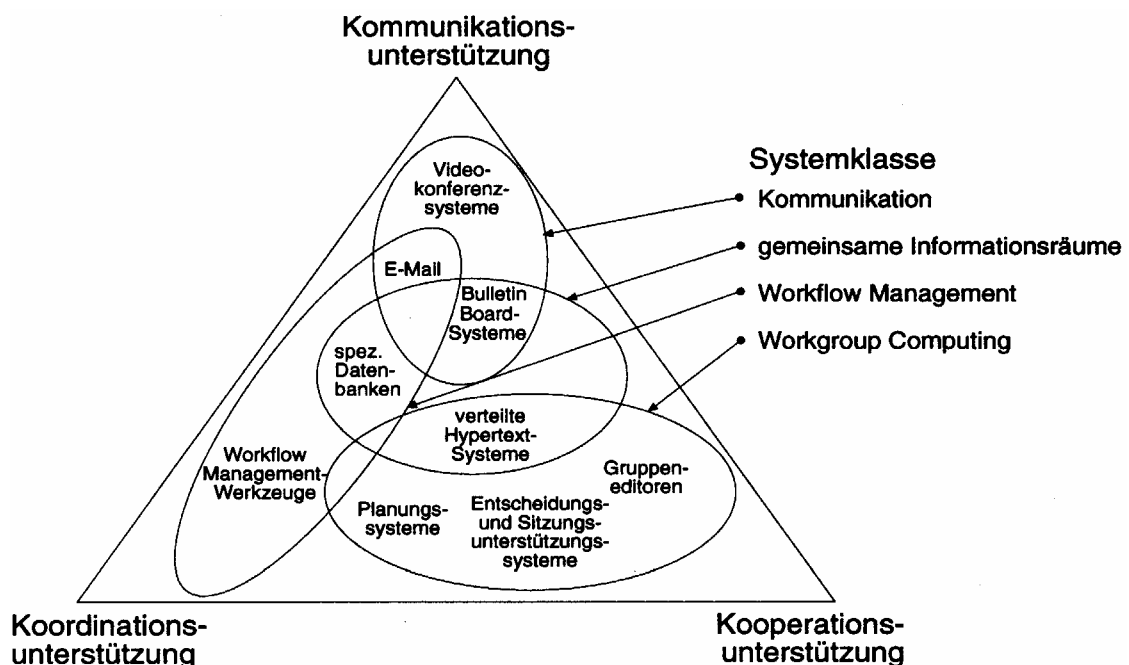 Kommunikations-
unterstützung
Systemklasse
Kommunikation
gemeinsame Informationsräume
Workflow Management
Workgroup Computing
Video-
konferenz-
systeme
E-Mail
Bulletin
Board-
Systeme
spez.
Daten-
banken
verteilte
Hypertext-
Systeme
Workflow
Management-
Werkzeuge
Gruppen-
editoren
Planungs-
systeme
Entscheidungs-
und Sitzungs-
unterstützungs-
systeme
Koordinations-
unterstützung
Kooperations-
unterstützung